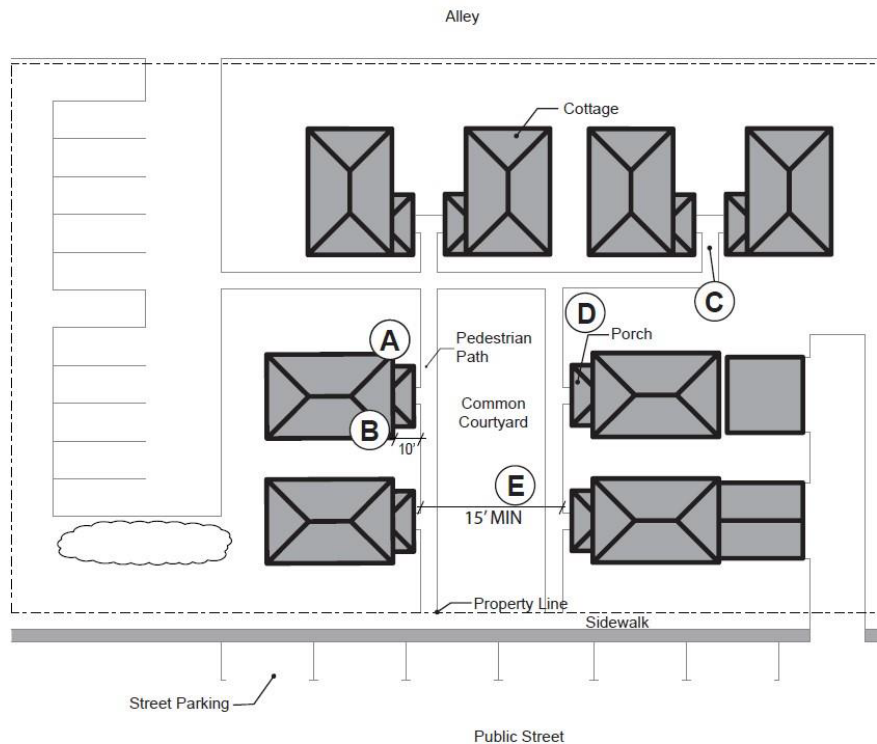 Alley
Cottage
C
D
A
Porch
Pedestrian
Path
Common
Courtyard
B
10'
E
15' MIN
Property Line
Sidewalk
Street Parking
Public Street